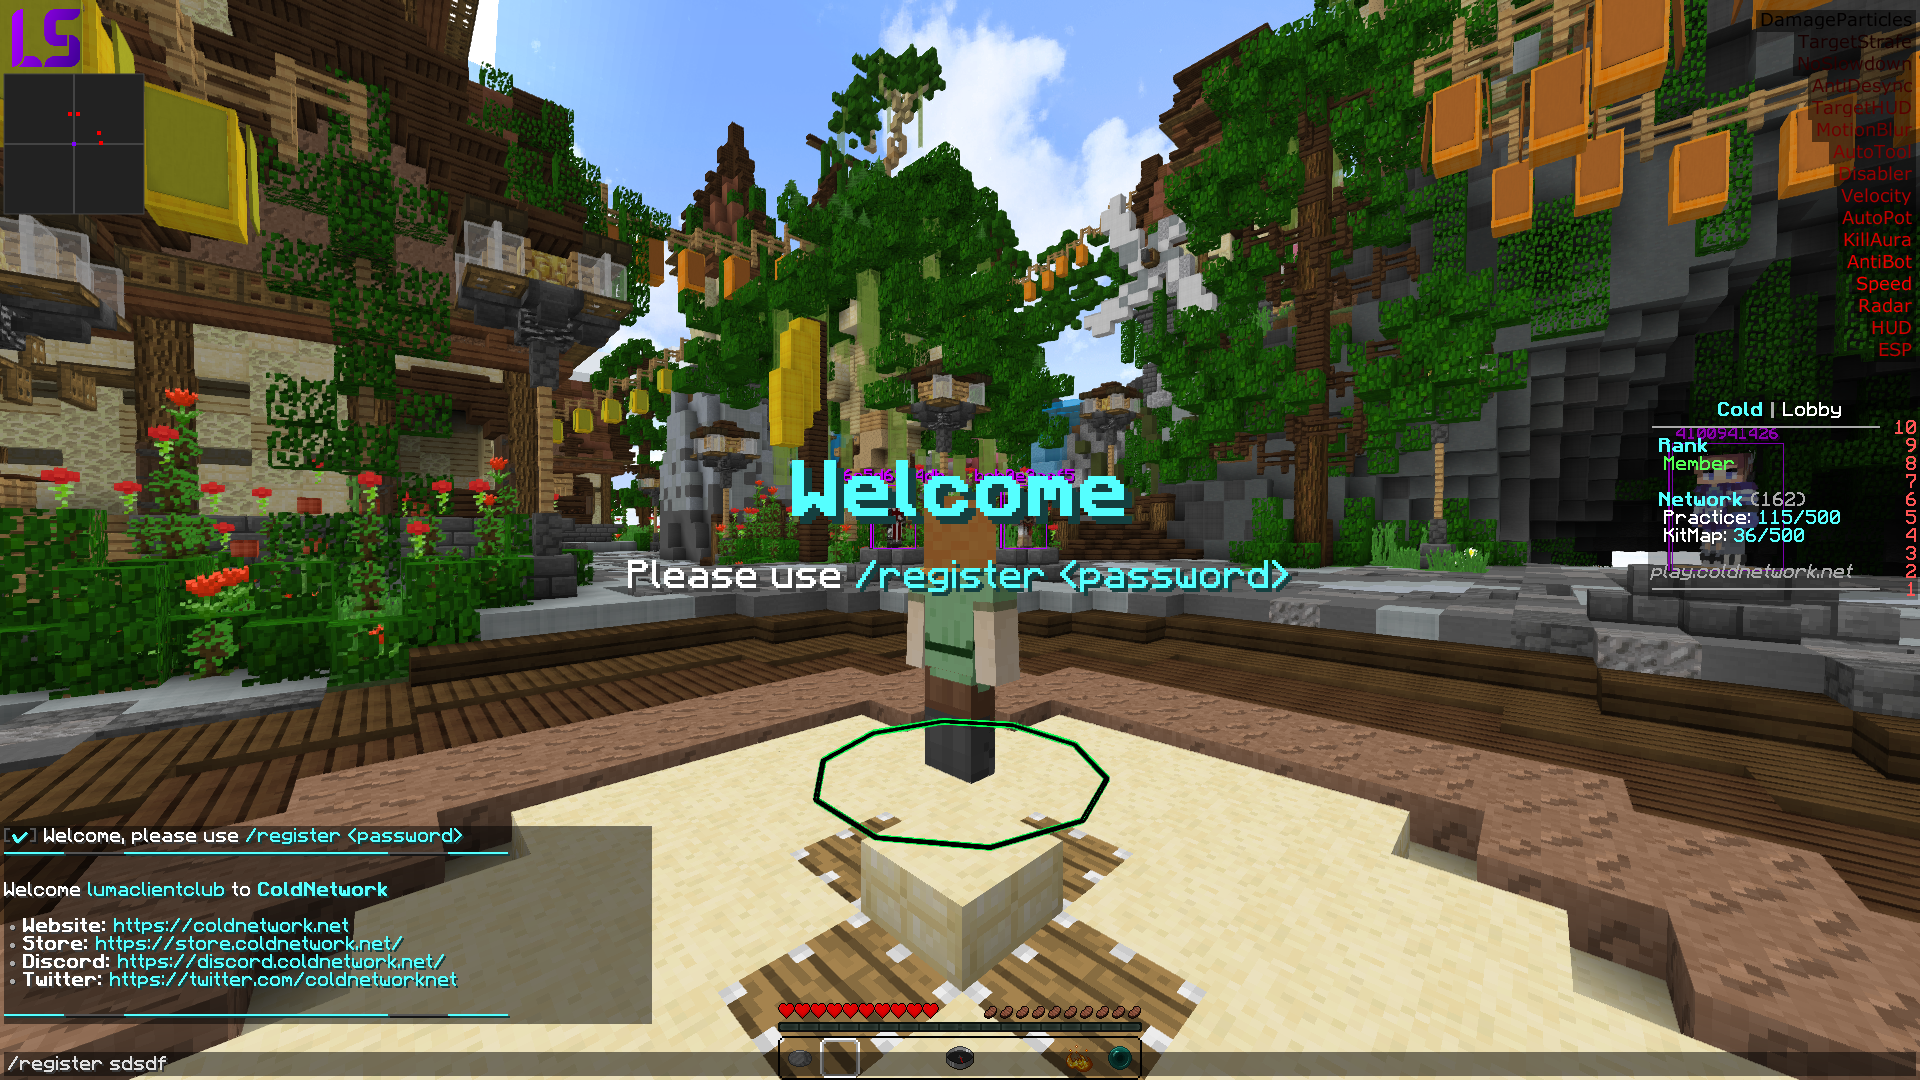 LS
DamageParticles
TargetStrafe
AntiDesync
TargetHUD
MotionBlur
AutoTool
Disabler
Velocity
AutoPot
KillAura
AntiBot
Speed
Radar
HUD
ESP
Cold | Lobby
10
4100941426
Rank
9
Member
8
7
Network (162)
6
Practice: 115/500
5
KitMap: 36/500
4
3
play.coldnetwork.net
2
1
Welcome
Please use /register <password>
[✔] Welcome, please use /register <password>
Welcome lumaclientclub to ColdNetwork
• Website: https://coldnetwork.net
• Store: https://store.coldnetwork.net/
• Discord: https://discord.coldnetwork.net/
• Twitter: https://twitter.com/coldnetworknet
/register sdsdf